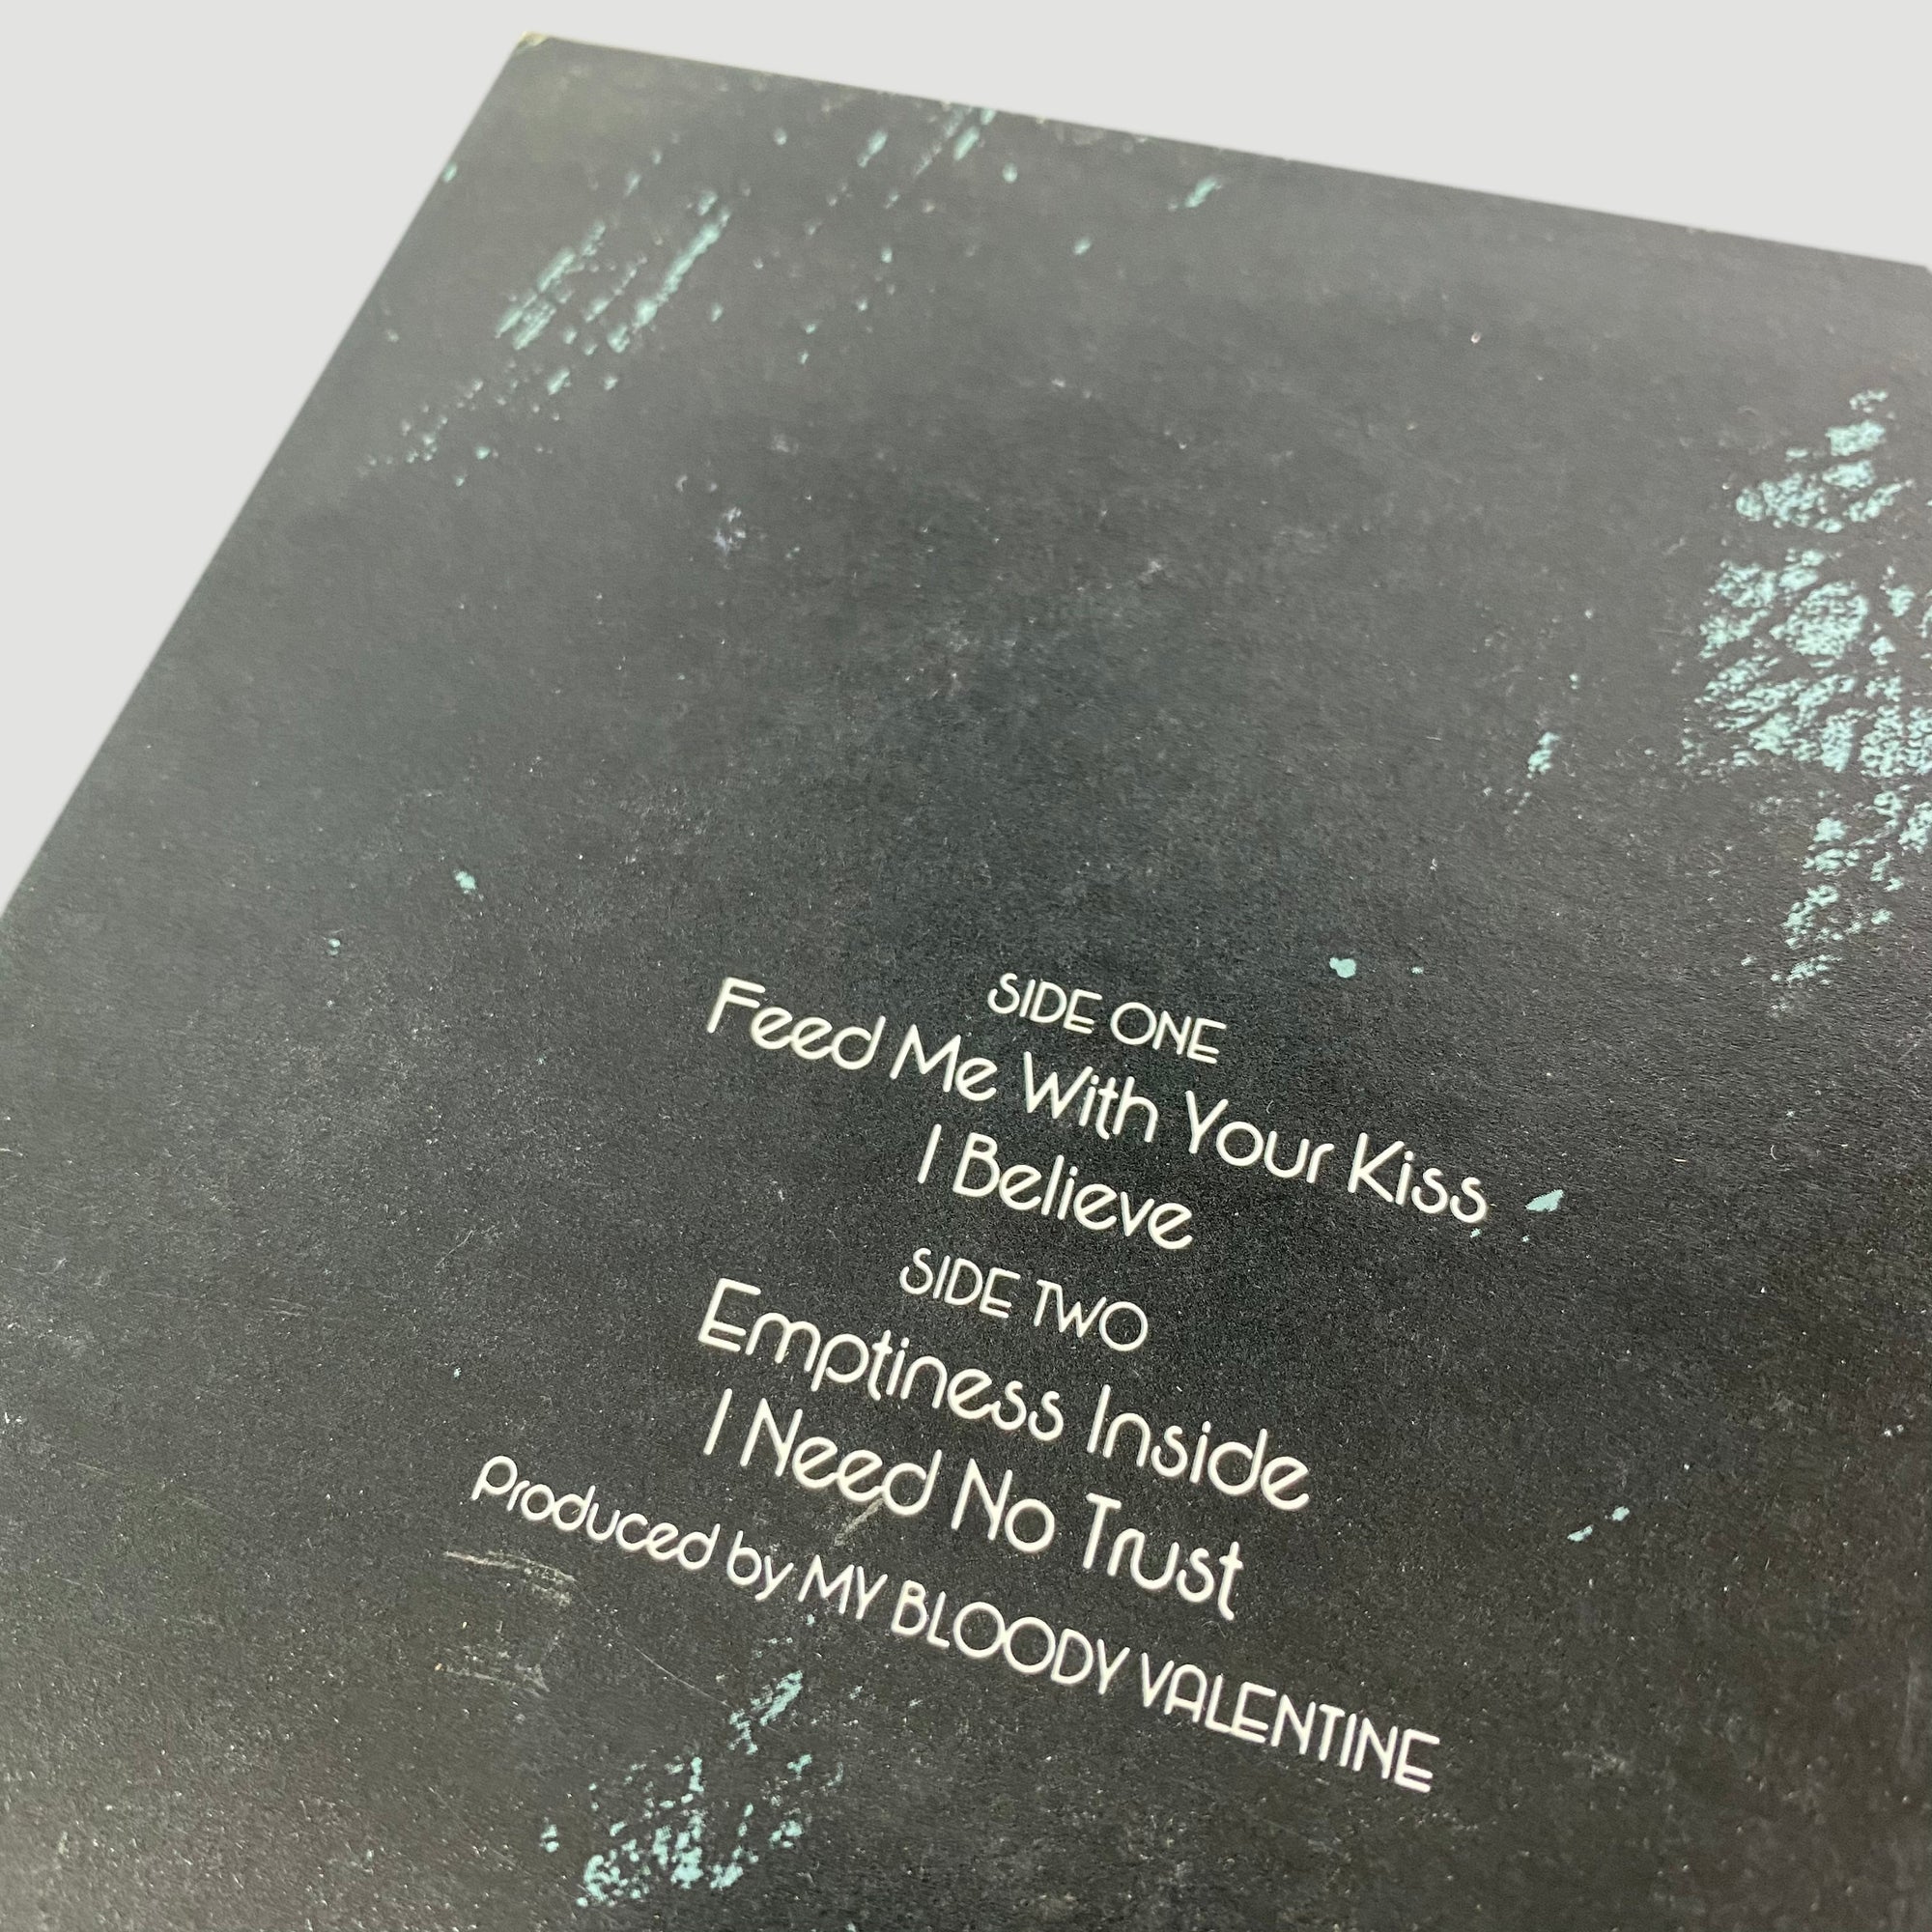 SIDE ONE
Feed Me With Your Kiss
I Believe
SIDE TWO
Emptiness Inside
I Need No Trust
Produced by MY BLOODY VALENTINE